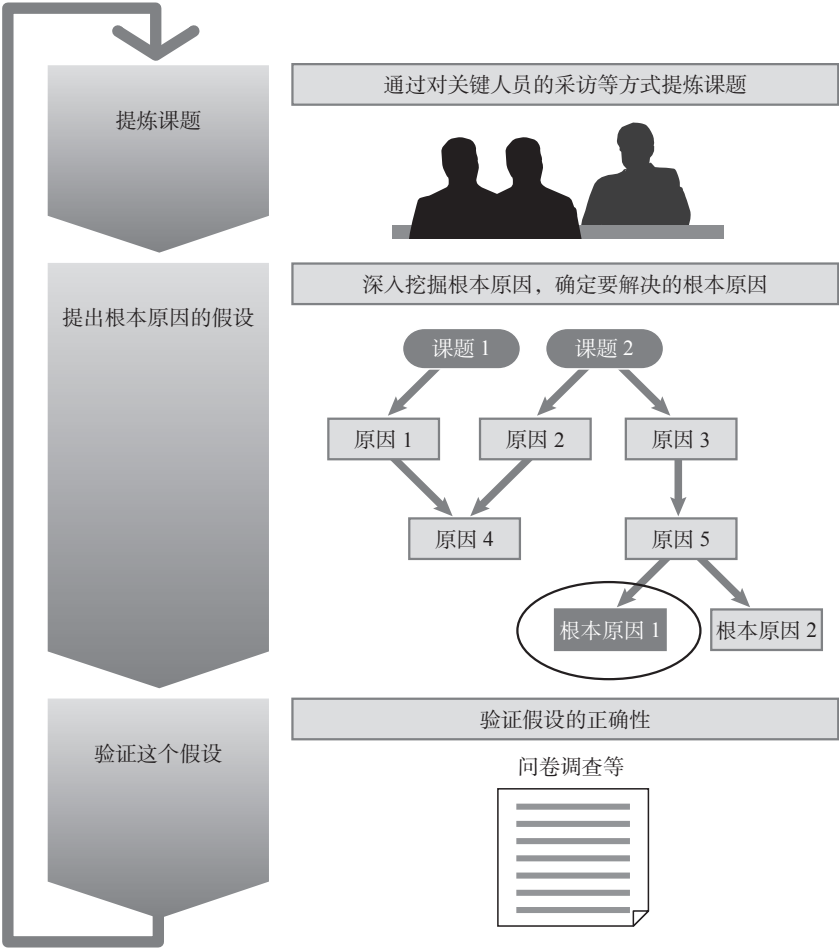 提炼课题
通过对关键人员的采访等方式提炼课题
提出根本原因的假设
深入挖掘根本原因，确定要解决的根本原因
课题 1
课题 2
原因 1
原因 2
原因 3
原因 4
原因 5
根本原因 1
根本原因 2
验证这个假设
验证假设的正确性
问卷调查等